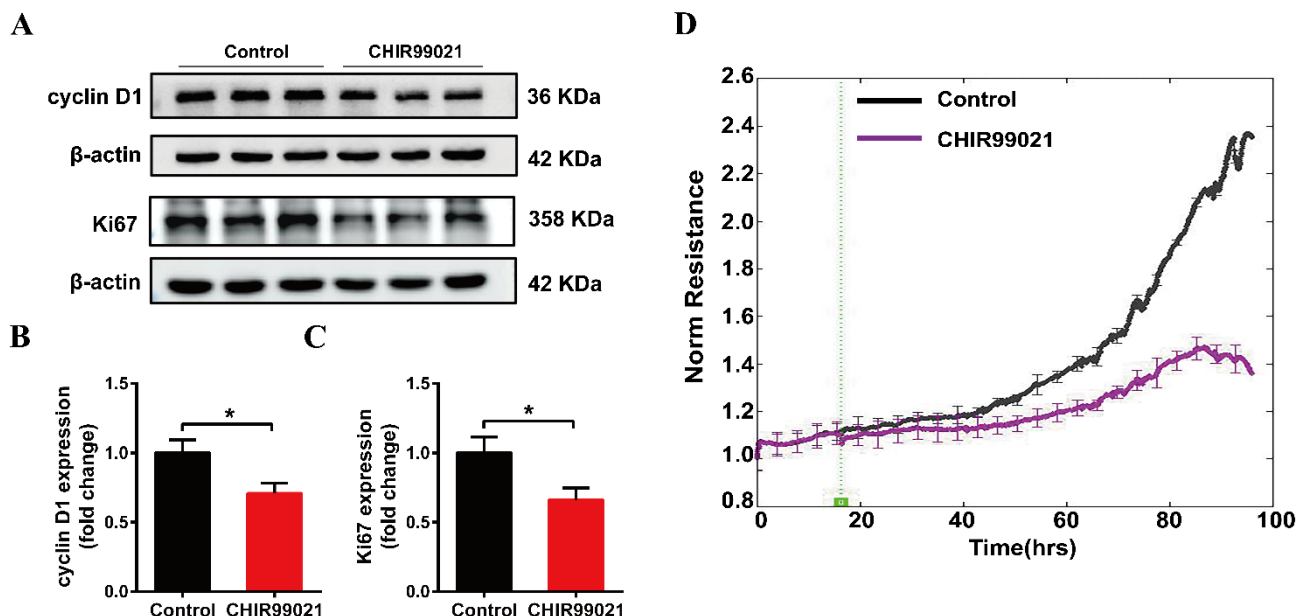 A
Control CHIR99021
cyclin D1 36 KDa
β-actin 42 KDa
Ki67 358 KDa
β-actin 42 KDa
B
cyclin D1 expression
(fold change)
1.5
1.0
0.5
0.0
*
Control CHIR99021
C
Ki67 expression
(fold change)
1.5
1.0
0.5
0.0
*
Control CHIR99021
D
Norm Resistance
2.6
2.4
2.2
2.0
1.8
1.6
1.4
1.2
1.0
0.8
Control
CHIR99021
0 20 40 60 80 100
Time(hrs)